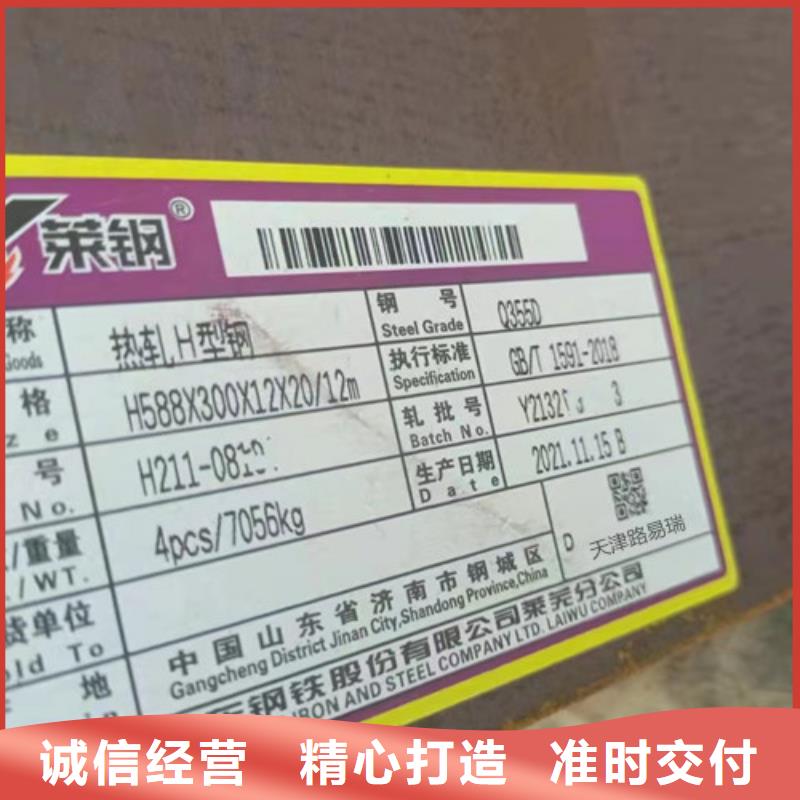 莱钢®
称 热轧H型钢 钢号 Q355D
Goods Steel Grade
格 H588X300X12X20/12m 执行标准 GB/T 1591-2018
z e Specification
号 H211-08 轧批号 Y2132
No. Batch No.
/重量 4pcs/7056kg 生产日期 2021.11.15 B
/WT. Date
货单位 D 天津路易瑞
old To
地 中国山东省济南市钢城区
Gangcheng District Jinan City, Shandong Province, China
钢铁股份有限公司莱芜分公司
IRON AND STEEL COMPANY LTD. LAIWU COMPANY
诚信经营 精心打造 准时交付